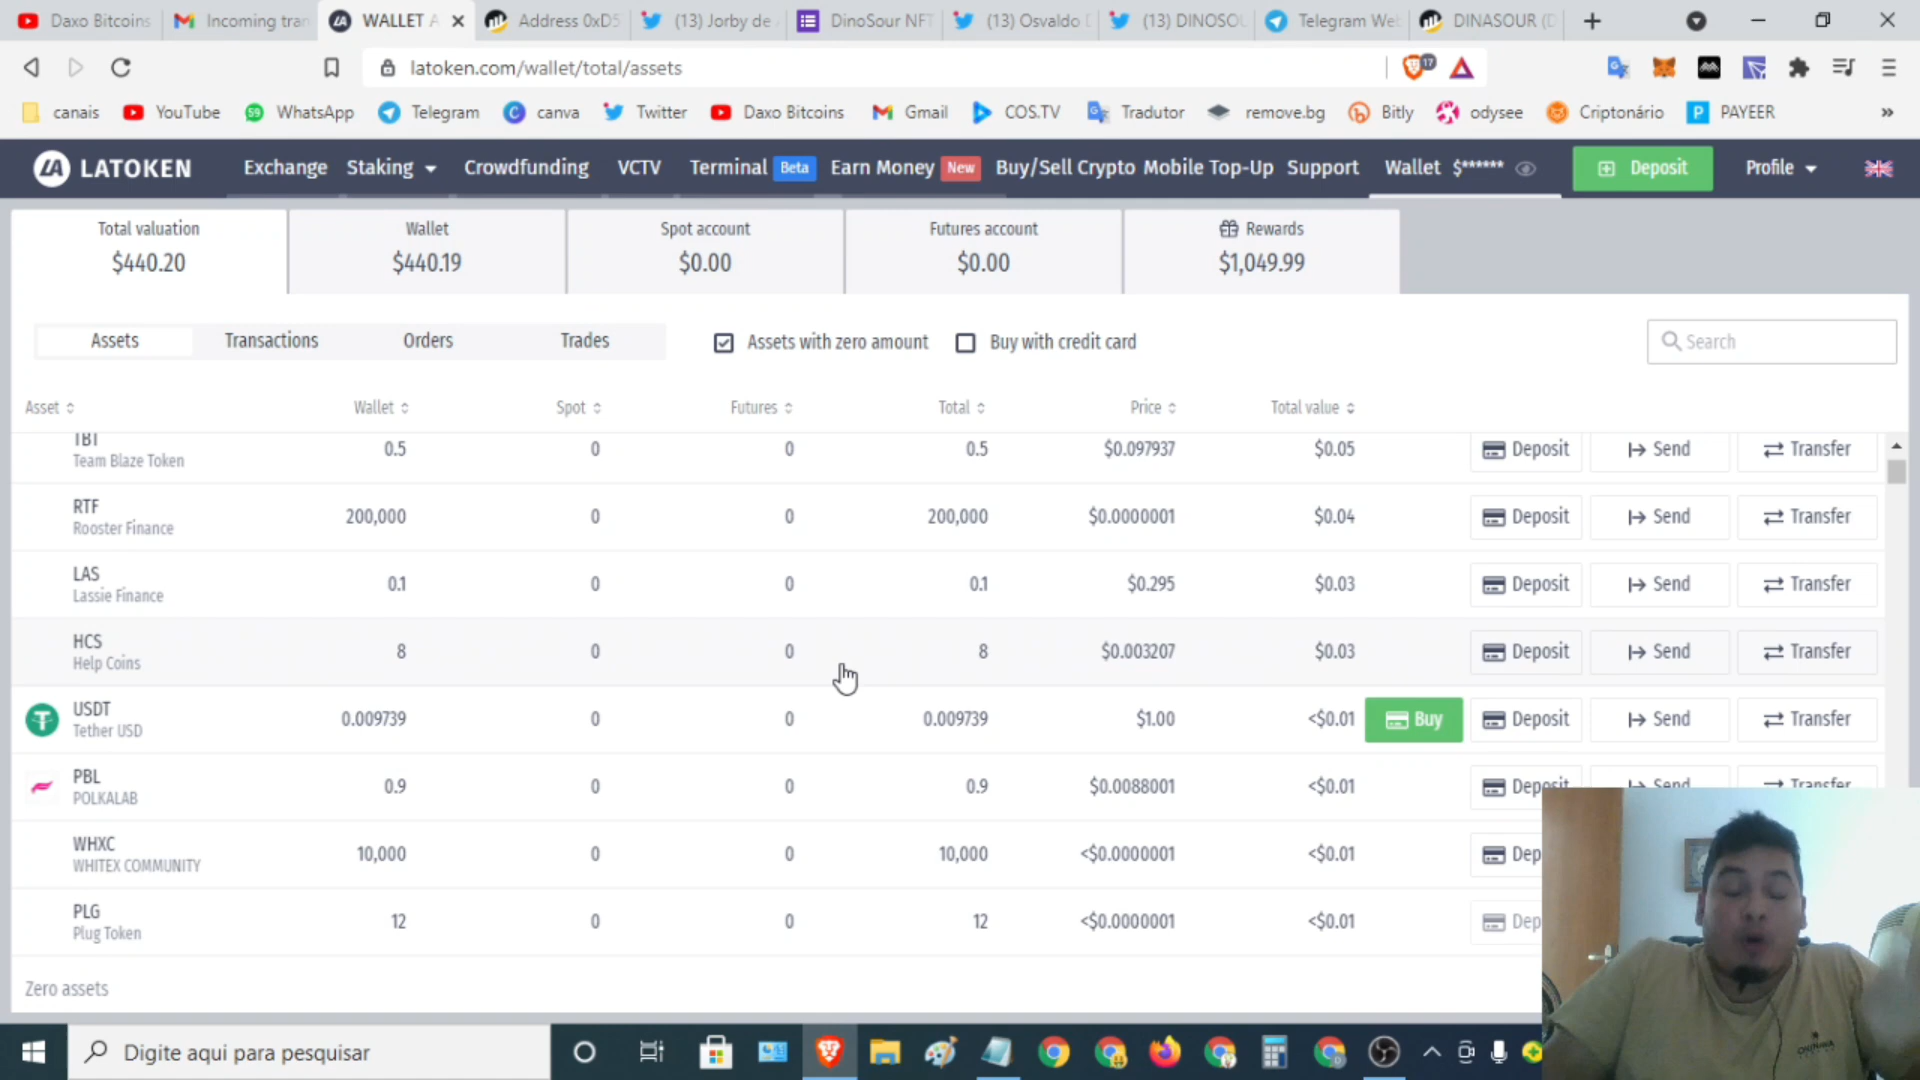 Daxo Bitcoins
Incoming tran
WALLET A
Address 0xD5
(13) Jorby de
DinoSour NFT
(13) Osvaldo
(13) DINOSOU
Telegram We
DINASOUR (D
latoken.com/wallet/total/assets
17
canais
YouTube
59
WhatsApp
Telegram
canva
Twitter
Daxo Bitcoins
Gmail
COS.TV
Tradutor
remove.bg
Bitly
odysee
Criptonário
PAYEER
»
LATOKEN
Exchange
Staking
Crowdfunding
VCTV
Terminal Beta
Earn Money New
Buy/Sell Crypto
Mobile Top-Up
Support
Wallet $******
Deposit
Profile
Total valuation
$440.20
Wallet
$440.19
Spot account
$0.00
Futures account
$0.00
Rewards
$1,049.99
Assets
Transactions
Orders
Trades
Assets with zero amount
Buy with credit card
Search
Asset Wallet Spot Futures Total Price Total value
TBT 0.5 0 0 0.5 $0.097937 $0.05 Deposit Send Transfer
Team Blaze Token
RTF
Rooster Finance
200,000 0 0 200,000 $0.0000001 $0.04 Deposit Send Transfer
LAS
Lassie Finance
0.1 0 0 0.1 $0.295 $0.03 Deposit Send Transfer
HCS
Help Coins
8 0 0 8 $0.003207 $0.03 Deposit Send Transfer
USDT
Tether USD
0.009739 0 0 0.009739 $1.00 <$0.01 Buy Deposit Send Transfer
PBL
POLKALAB
0.9 0 0 0.9 $0.0088001 <$0.01 Deposit Send Transfer
WHXC
WHITEX COMMUNITY
10,000 0 0 10,000 <$0.0000001 <$0.01 Dep
PLG
Plug Token
12 0 0 12 <$0.0000001 <$0.01 Dep
Zero assets
Digite aqui para pesquisar